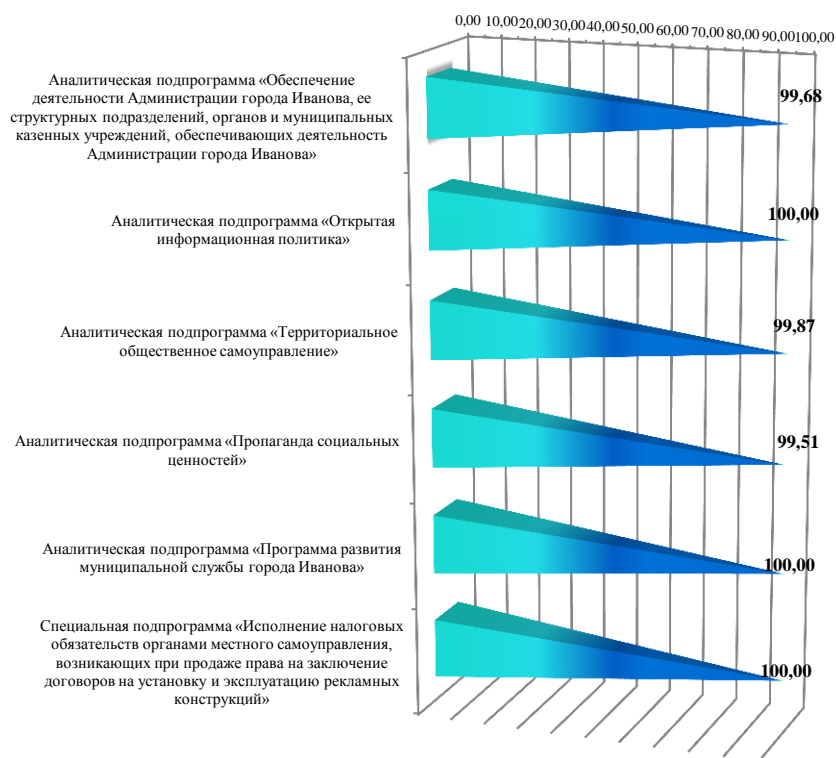 0,00 10,00 20,00 30,00 40,00 50,00 60,00 70,00 80,00 90,00 100,00
Аналитическая подпрограмма «Обеспечение
деятельности Администрации города Иванова, ее
структурных подразделений, органов и муниципальных
казенных учреждений, обеспечивающих деятельность
Администрации города Иванова»
99,68
Аналитическая подпрограмма «Открытая
информационная политика»
100,00
Аналитическая подпрограмма «Территориальное
общественное самоуправление»
99,87
Аналитическая подпрограмма «Пропаганда социальных
ценностей»
99,51
Аналитическая подпрограмма «Программа развития
муниципальной службы города Иванова»
100,00
Специальная подпрограмма «Исполнение налоговых
обязательств органами местного самоуправления,
возникающих при продаже права на заключение
договоров на установку и эксплуатацию рекламных
конструкций»
100,00